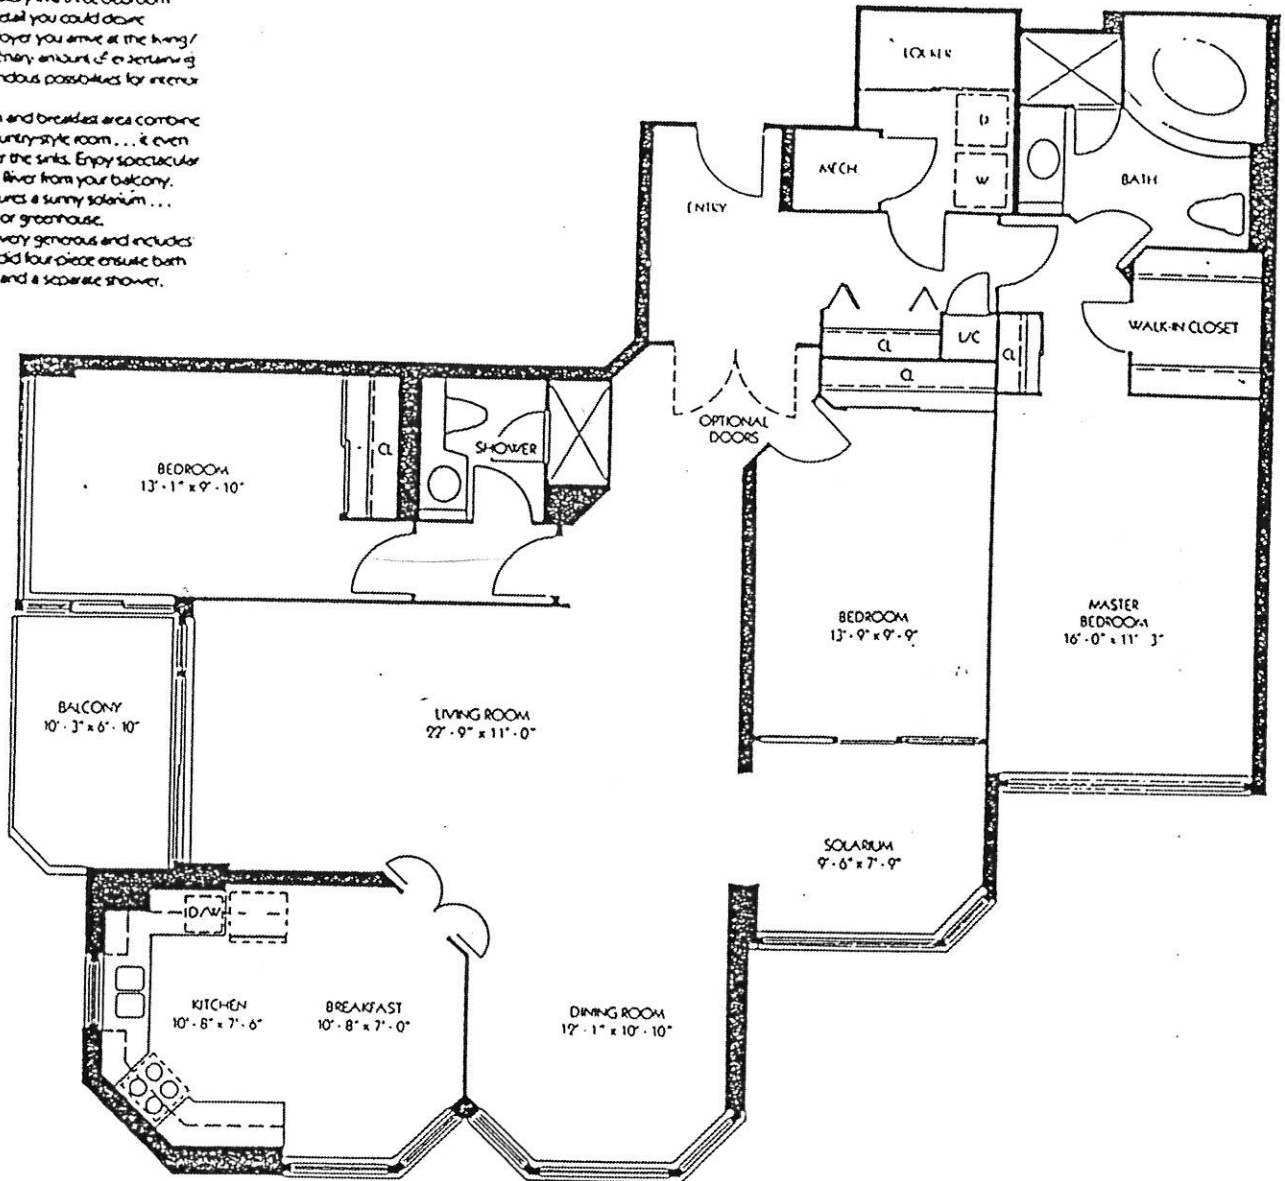 you could desire
you arrive at the living/
amount of entertaining
possibilities for interior
and breakfast area combine
room ... it even
the sinks. Enjoy spectacular
River from your balcony.
a sunny solarium ...
or greenhouse.
very generous and includes
four-piece ensuite bath
and a separate shower.
LOCKER
D
W
MECH
BATH
ENTRY
WALK-IN CLOSET
CL
L/C
CL
CL
OPTIONAL
DOORS
SHOWER
CL
BEDROOM
13' - 1" x 9' - 10"
BEDROOM
13' - 9" x 9' - 9"
MASTER
BEDROOM
16' - 0" x 11' 3"
BALCONY
10' - 3" x 6' - 10"
LIVING ROOM
22' - 9" x 11' - 0"
SOLARIUM
9' - 6" x 7' - 9"
D/W
KITCHEN
10' - 8" x 7' - 6"
BREAKFAST
10' - 8" x 7' - 0"
DINING ROOM
12' - 1" x 10' - 10"